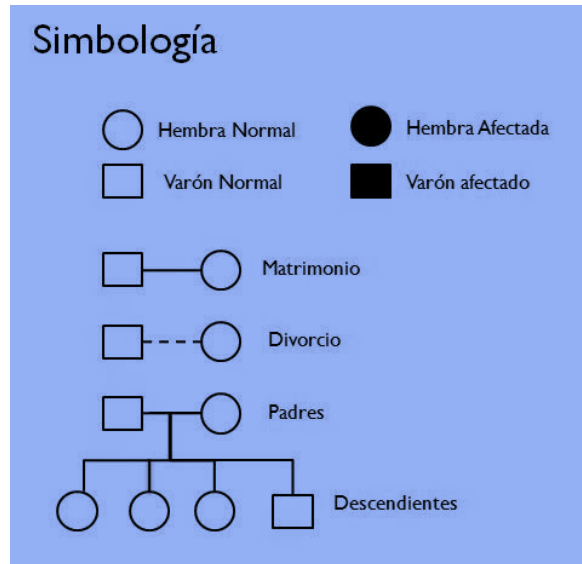 Simbología
Hembra Normal
Hembra Afectada
Varón Normal
Varón afectado
Matrimonio
Divorcio
Padres
Descendientes